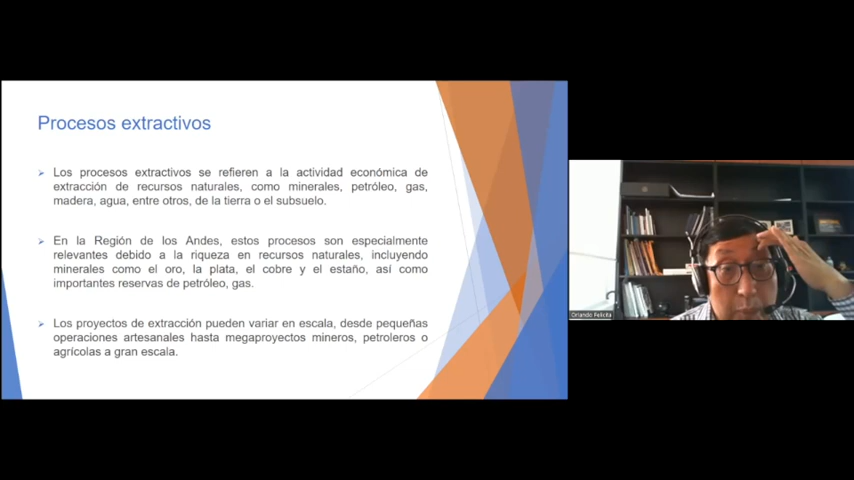 Procesos extractivos
Los procesos extractivos se refieren a la actividad económica de
extracción de recursos naturales, como minerales, petróleo, gas,
madera, agua, entre otros, de la tierra o el subsuelo.
En la Región de los Andes, estos procesos son especialmente
relevantes debido a la riqueza en recursos naturales, incluyendo
minerales como el oro, la plata, el cobre y el estaño, así como
importantes reservas de petróleo, gas.
Los proyectos de extracción pueden variar en escala, desde pequeñas
operaciones artesanales hasta megaproyectos mineros, petroleros o
agrícolas a gran escala.
Orlando Felicita